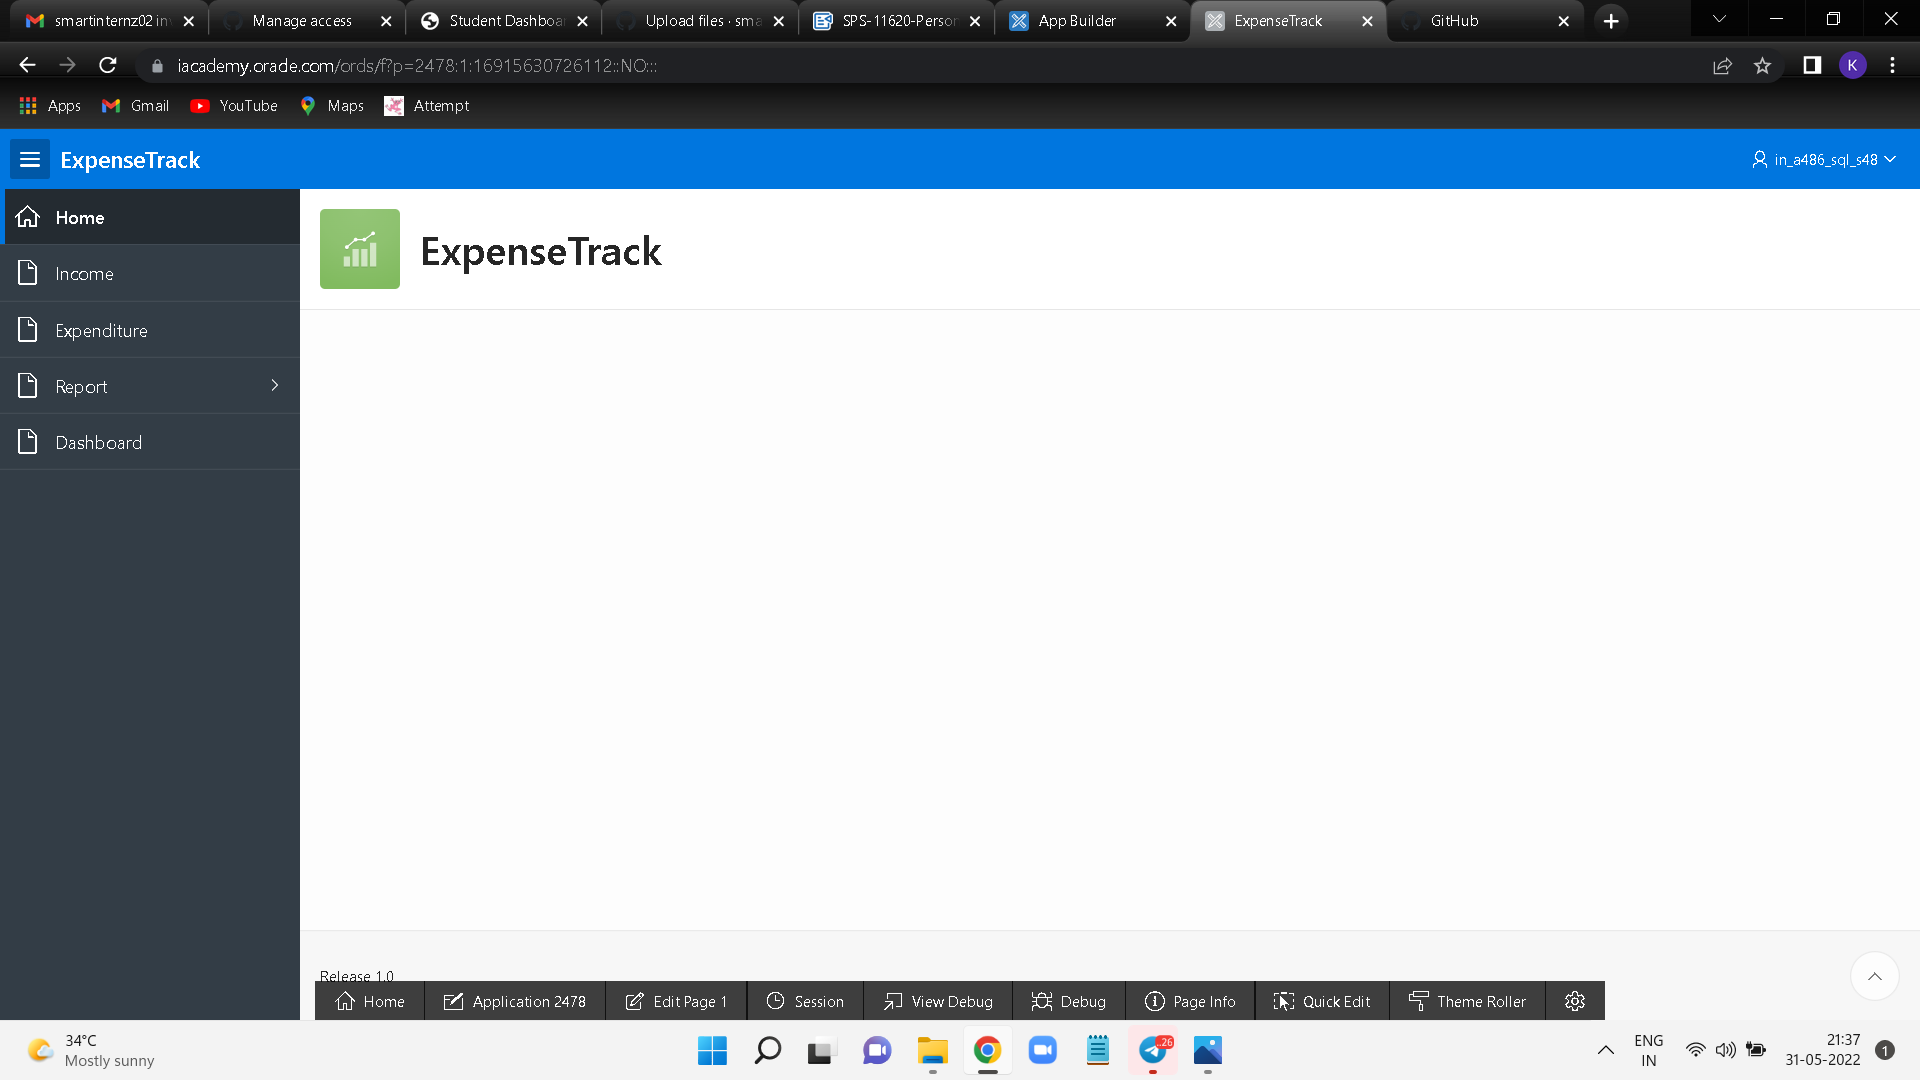 smartinternz02 inv
Manage access
Student Dashboar
Upload files · sma
SPS-11620-Person
App Builder
ExpenseTrack
GitHub
iacademy.oracle.com/ords/f?p=2478:1:16915630726112::NO:::
K
Apps
Gmail
YouTube
Maps
Attempt
ExpenseTrack
in_a486_sql_s48
Home
Income
Expenditure
Report
Dashboard
ExpenseTrack
Release 1.0
Home
Application 2478
Edit Page 1
Session
View Debug
Debug
Page Info
Quick Edit
Theme Roller
34°C
Mostly sunny
..26
ENG
IN
21:37
31-05-2022
1